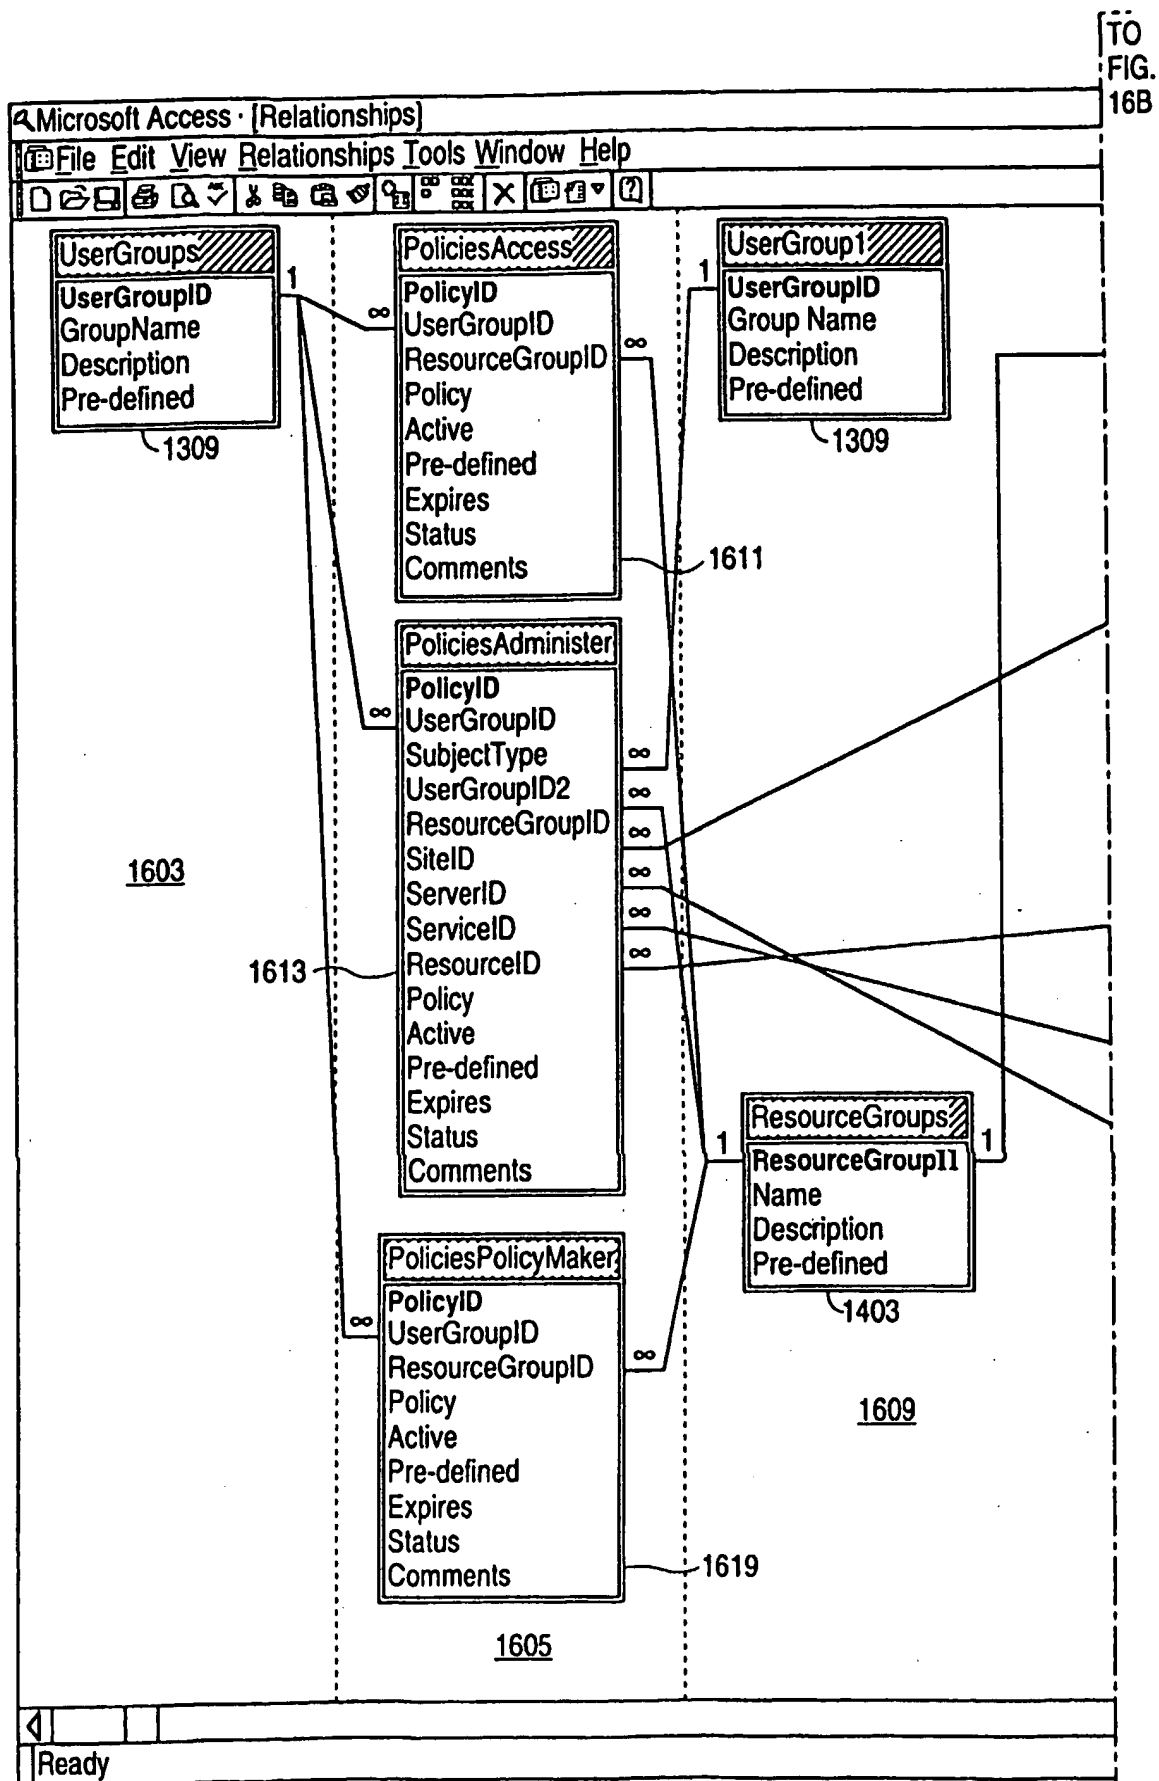 TO
FIG.
16B
Microsoft Access · [Relationships]
File Edit View Relationships Tools Window Help
UserGroups
UserGroupID
GroupName
Description
Pre-defined
1
1309
1603
PoliciesAccess
PolicyID
UserGroupID
ResourceGroupID
Policy
Active
Pre-defined
Expires
Status
Comments
∞
∞
1611
PoliciesAdminister
PolicyID
UserGroupID
SubjectType
UserGroupID2
ResourceGroupID
SiteID
ServerID
ServiceID
ResourceID
Policy
Active
Pre-defined
Expires
Status
Comments
∞
∞
∞
∞
∞
∞
∞
1613
PoliciesPolicyMaker
PolicyID
UserGroupID
ResourceGroupID
Policy
Active
Pre-defined
Expires
Status
Comments
∞
∞
1619
1605
UserGroup1
UserGroupID
Group Name
Description
Pre-defined
1
1309
ResourceGroups
ResourceGroupI1
Name
Description
Pre-defined
1
1
1403
1609
Ready